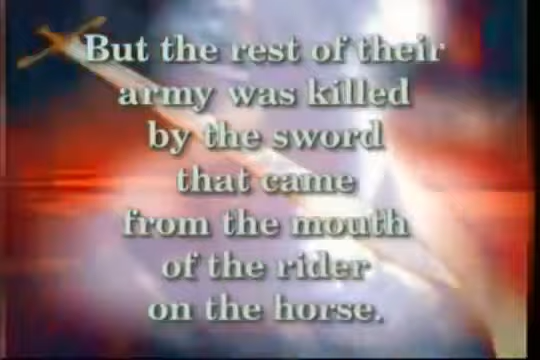 But the rest of their
army was killed
by the sword
that came
from the mouth
of the rider
on the horse.